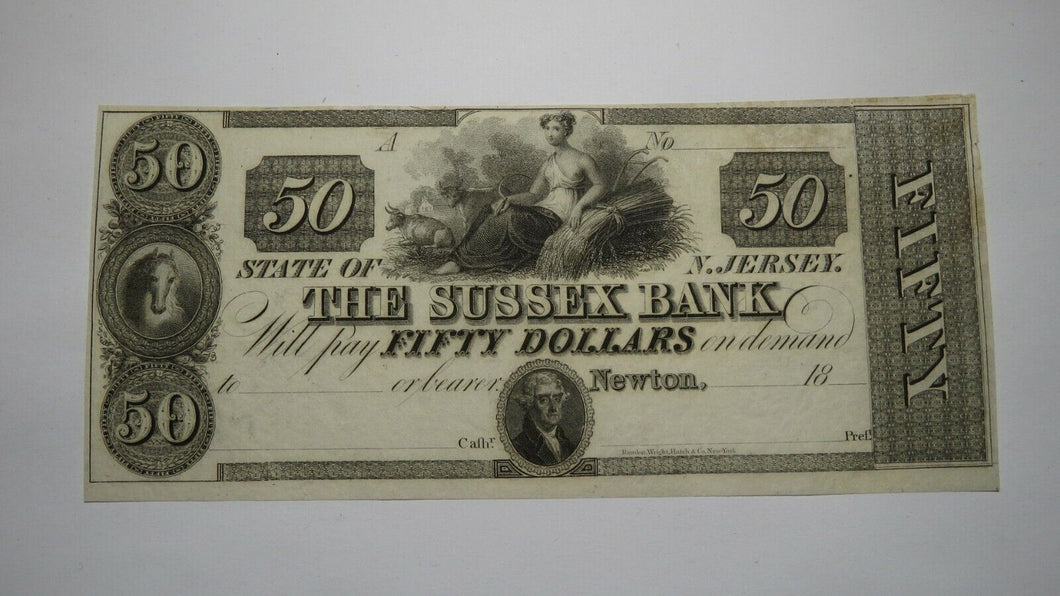 50
A
No
50
50
STATE OF
N. JERSEY.
THE SUSSEX BANK
Will pay FIFTY DOLLARS on demand
to or bearer Newton, 18
50
Cashr.
Prest.
Rawdon, Wright, Hatch & Co. New-York
FIFTY